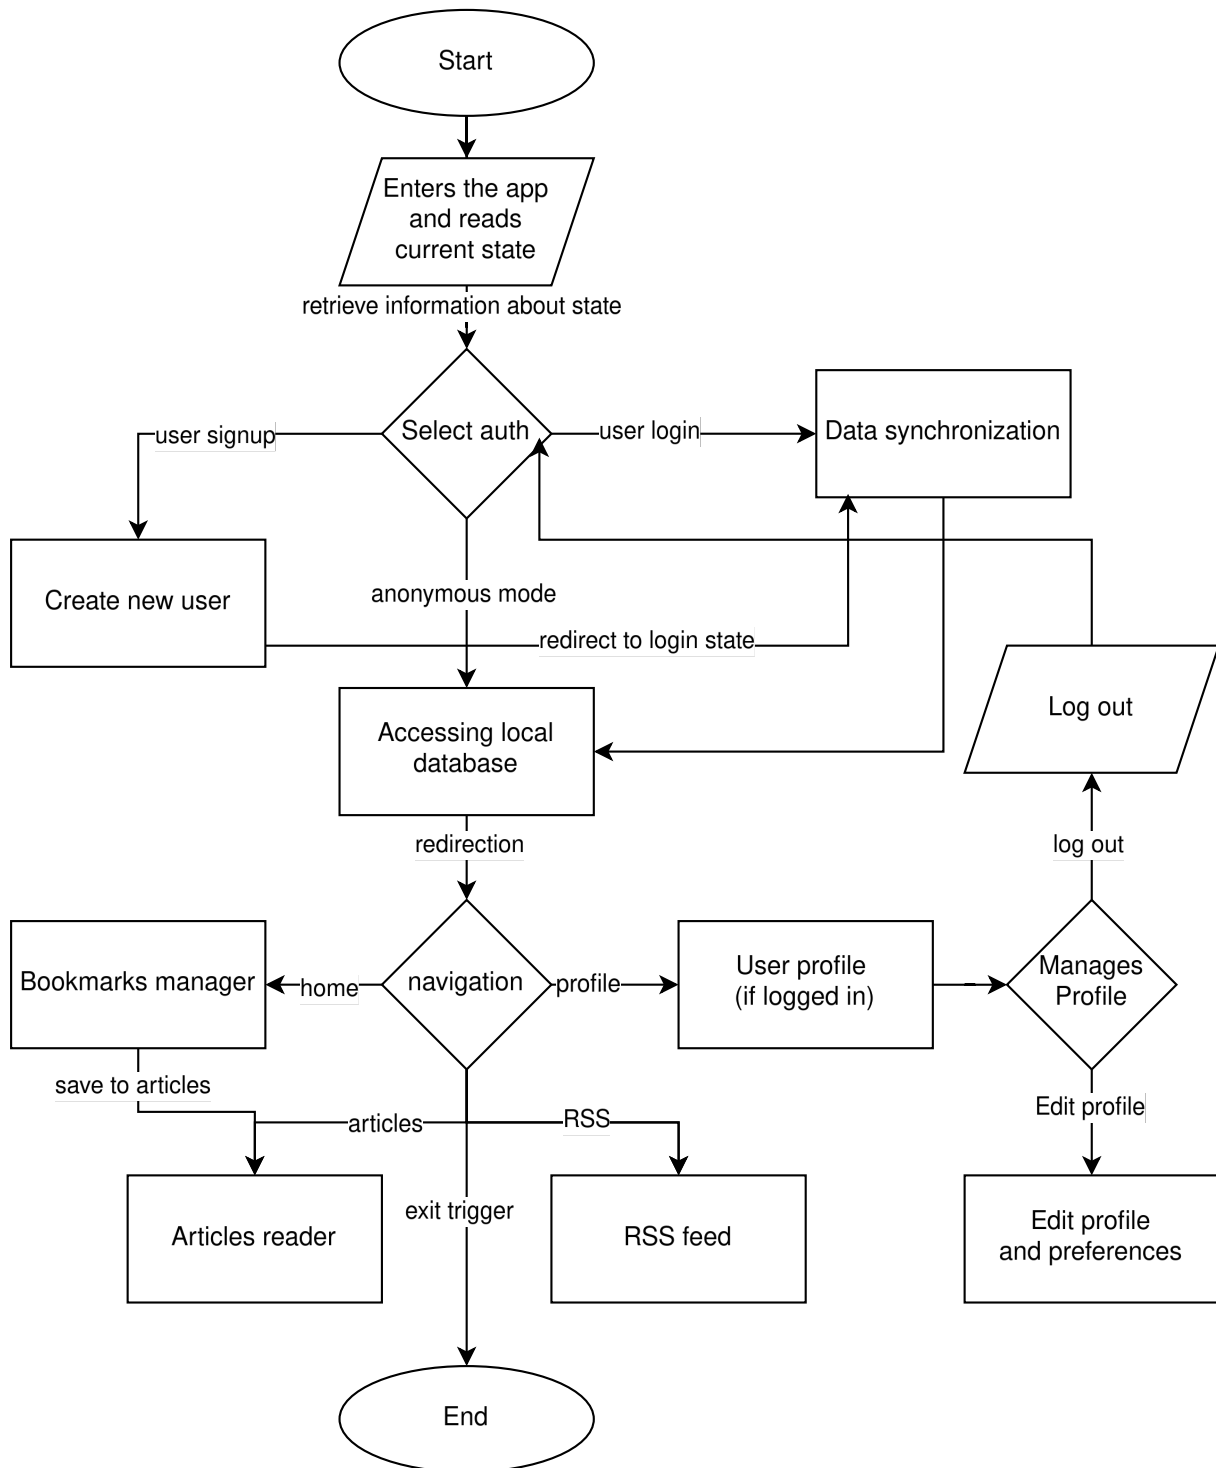 Start
Enters the app
and reads
current state
retrieve information about state
Select auth
user signup
user login
Data synchronization
Create new user
anonymous mode
redirect to login state
Accessing local
database
Log out
redirection
log out
Bookmarks manager
home
navigation
profile
User profile
(if logged in)
Manages
Profile
save to articles
articles
RSS
Edit profile
exit trigger
Articles reader
RSS feed
Edit profile
and preferences
End